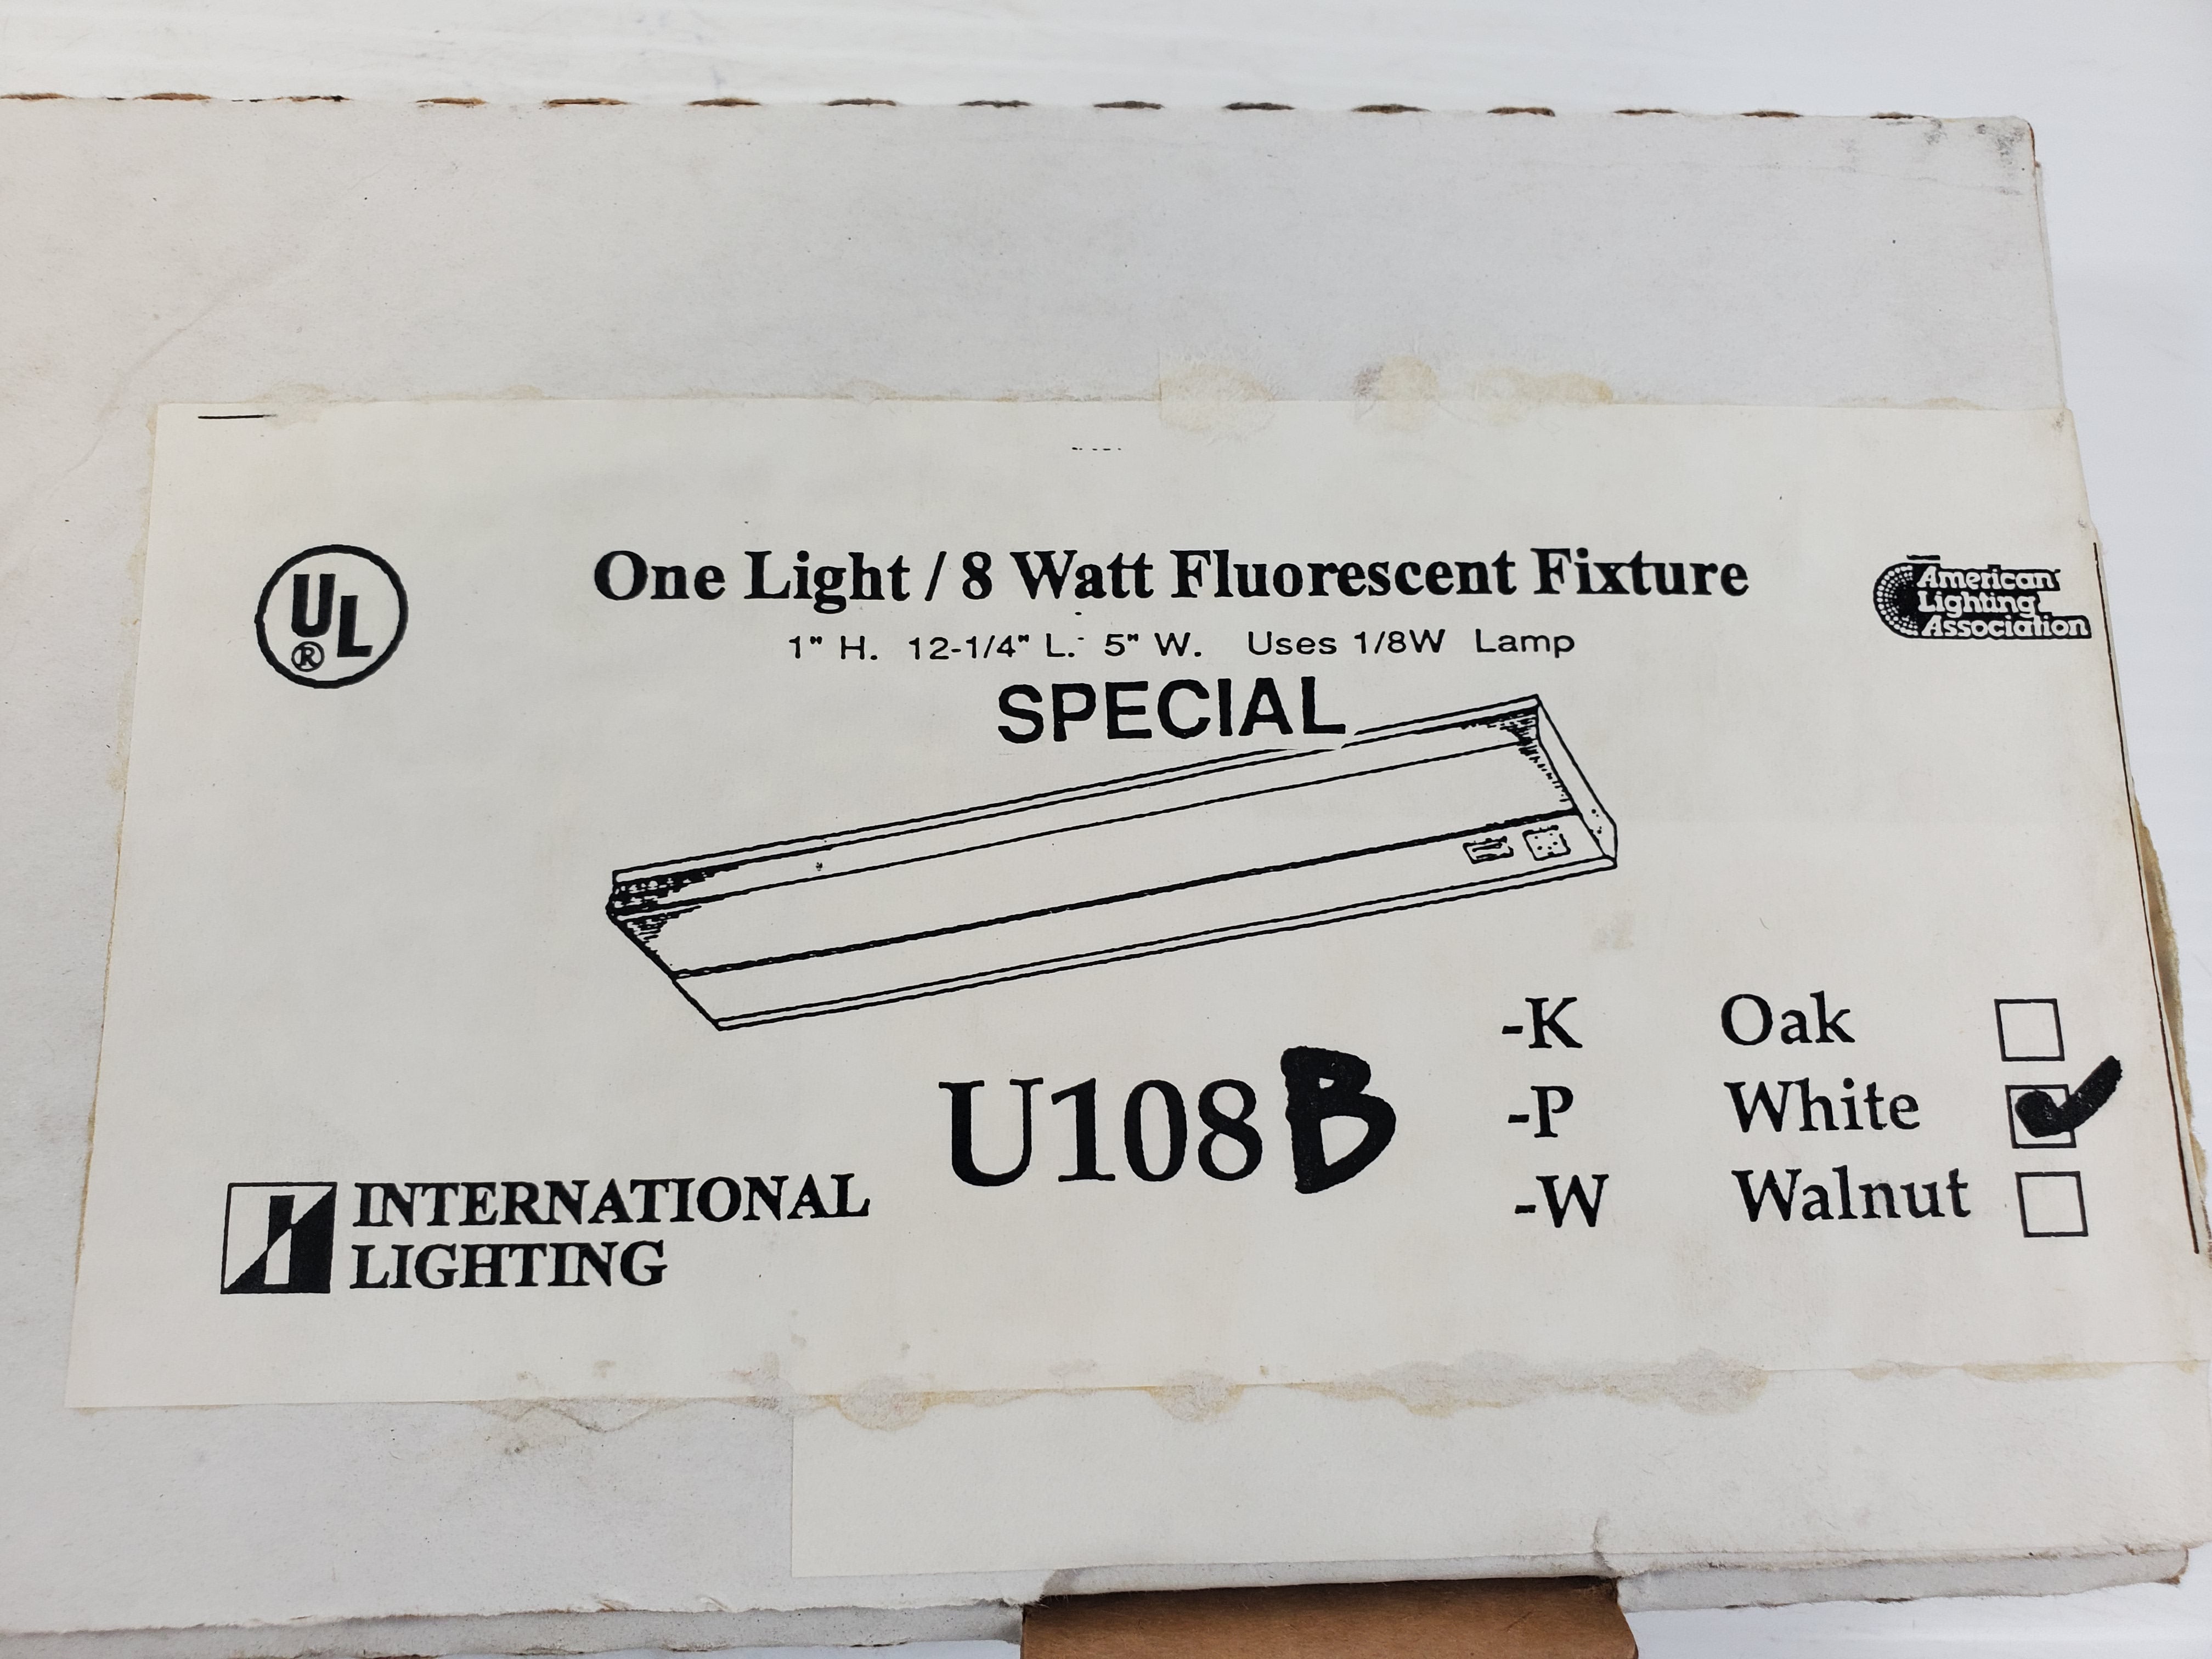 UL®
One Light / 8 Watt Fluorescent Fixture
1" H. 12-1/4" L. 5" W. Uses 1/8W Lamp
American
Lighting
Association
SPECIAL
U108B
-K Oak
-P White
-W Walnut
INTERNATIONAL
LIGHTING